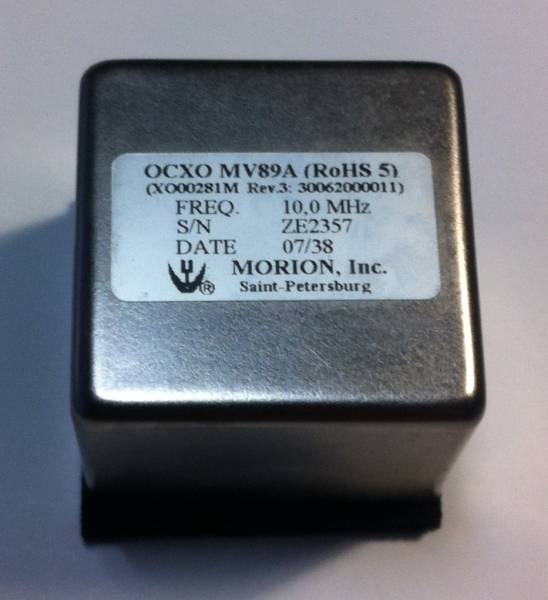 OCXO MV89A (RoHS 5)
(XO00281M Rev.3: 30062000011)
FREQ. 10,0 MHz
S/N ZE2357
DATE 07/38
® MORION, Inc.
Saint-Petersburg